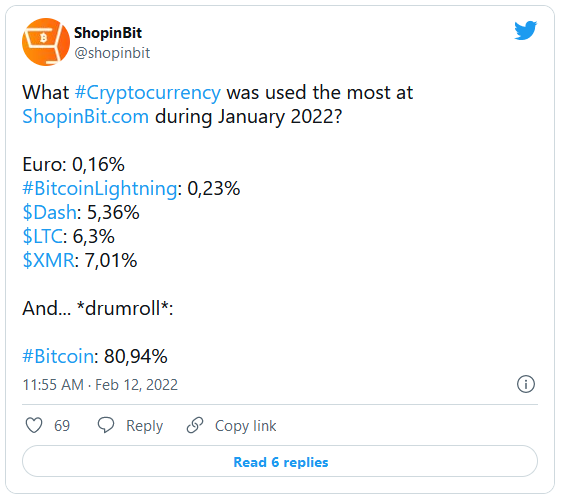 ShopinBit
@shopinbit
What #Cryptocurrency was used the most at
ShopinBit.com during January 2022?
Euro: 0,16%
#BitcoinLightning: 0,23%
$Dash: 5,36%
$LTC: 6,3%
$XMR: 7,01%
And... *drumroll*:
#Bitcoin: 80,94%
11:55 AM · Feb 12, 2022
69 Reply Copy link
Read 6 replies